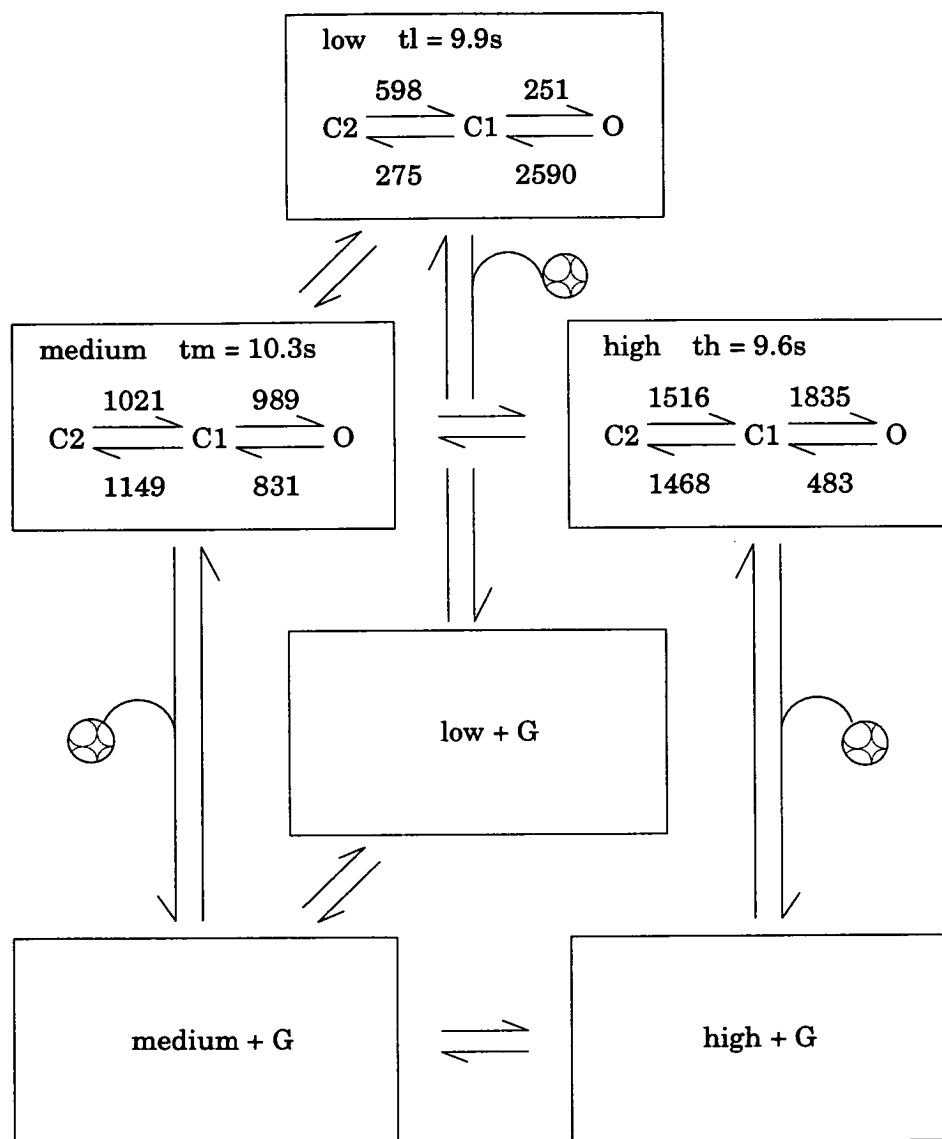 low tl = 9.9s
598 251
C2 C1 O
275 2590
medium tm = 10.3s
1021 989
C2 C1 O
1149 831
high th = 9.6s
1516 1835
C2 C1 O
1468 483
low + G
medium + G
high + G